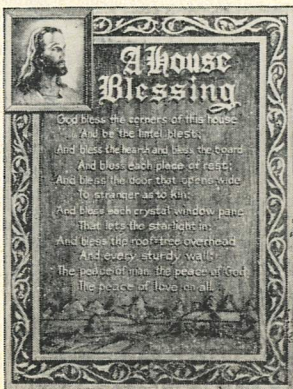 A House
Blessing
God bless the corners of this house
And be the lintel blest;
And bless the hearth and bless the board
And bless each place of rest;
And bless the door that opens wide
To stranger as to kin;
And bless each crystal window pane
That lets the starlight in;
And bless the roof-tree overhead
And every sturdy wall;
The peace of man, the peace of God,
The peace of love on all.